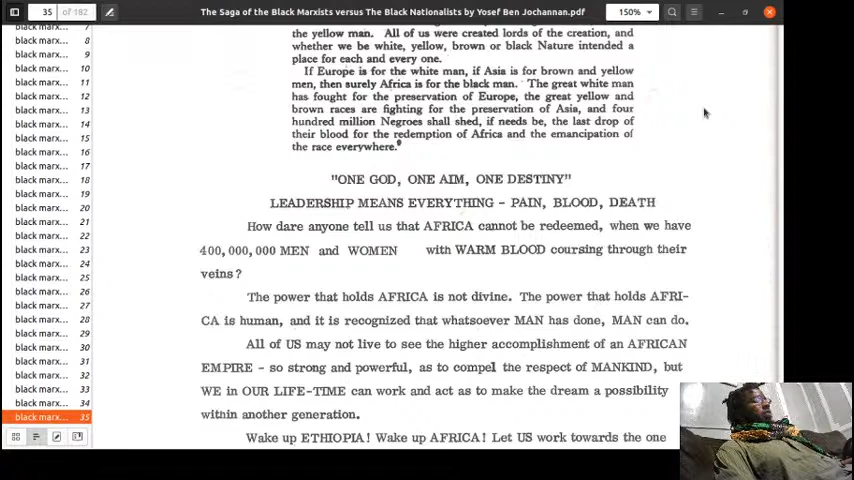 35 of 182
The Saga of the Black Marxists versus The Black Nationalists by Yosef Ben Jochannan.pdf
150%
black marx... 8
black marx... 9
black marx... 10
black marx... 11
black marx... 12
black marx... 13
black marx... 14
black marx... 15
black marx... 16
black marx... 17
black marx... 18
black marx... 19
black marx... 20
black marx... 21
black marx... 22
black marx... 23
black marx... 24
black marx... 25
black marx... 26
black marx... 27
black marx... 28
black marx... 29
black marx... 30
black marx... 31
black marx... 32
black marx... 33
black marx... 34
black marx... 35
the yellow man. All of us were created lords of the creation, and
whether we be white, yellow, brown or black Nature intended a
place for each and every one.
If Europe is for the white man, if Asia is for brown and yellow
men, then surely Africa is for the black man. The great white man
has fought for the preservation of Europe, the great yellow and
brown races are fighting for the preservation of Asia, and four
hundred million Negroes shall shed, if needs be, the last drop of
their blood for the redemption of Africa and the emancipation of
the race everywhere.
"ONE GOD, ONE AIM, ONE DESTINY"
LEADERSHIP MEANS EVERYTHING - PAIN, BLOOD, DEATH
How dare anyone tell us that AFRICA cannot be redeemed, when we have
400,000,000 MEN and WOMEN with WARM BLOOD coursing through their
veins?
The power that holds AFRICA is not divine. The power that holds AFRI-
CA is human, and it is recognized that whatsoever MAN has done, MAN can do.
All of US may not live to see the higher accomplishment of an AFRICAN
EMPIRE - so strong and powerful, as to compel the respect of MANKIND, but
WE in OUR LIFE-TIME can work and act as to make the dream a possibility
within another generation.
Wake up ETHIOPIA! Wake up AFRICA! Let US work towards the one